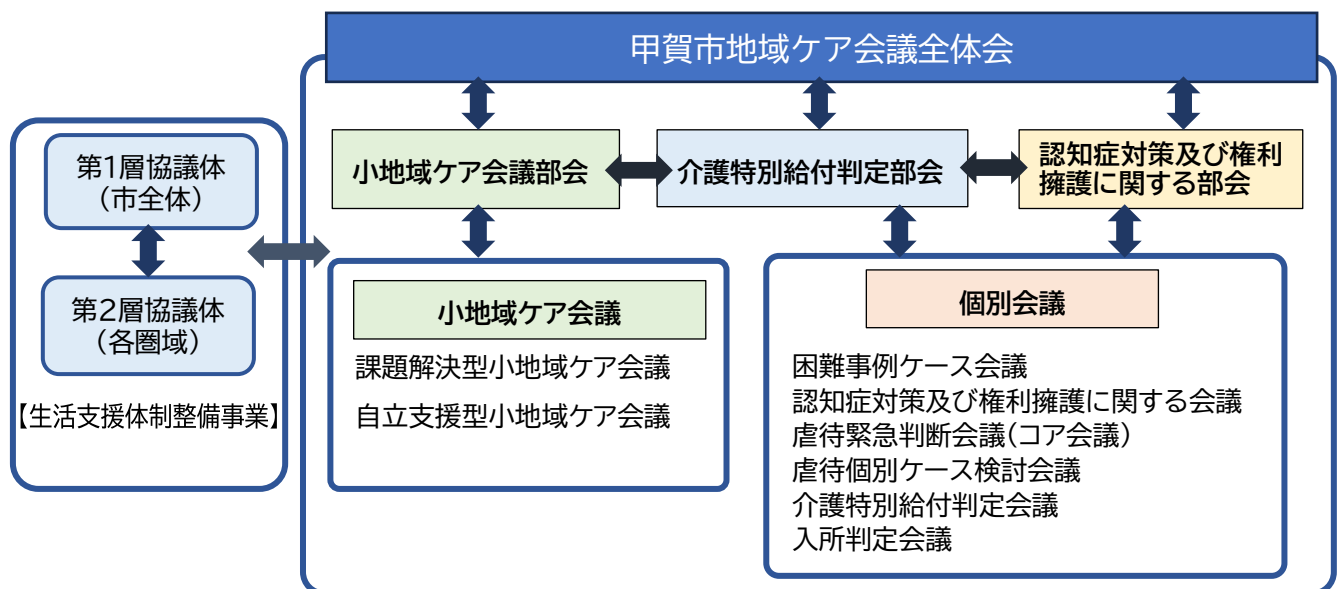 甲賀市地域ケア会議全体会
第1層協議体
（市全体）
第2層協議体
（各圏域）
【生活支援体制整備事業】
小地域ケア会議部会
介護特別給付判定部会
認知症対策及び権利
擁護に関する部会
小地域ケア会議
課題解決型小地域ケア会議
自立支援型小地域ケア会議
個別会議
困難事例ケース会議
認知症対策及び権利擁護に関する会議
虐待緊急判断会議（コア会議）
虐待個別ケース検討会議
介護特別給付判定会議
入所判定会議